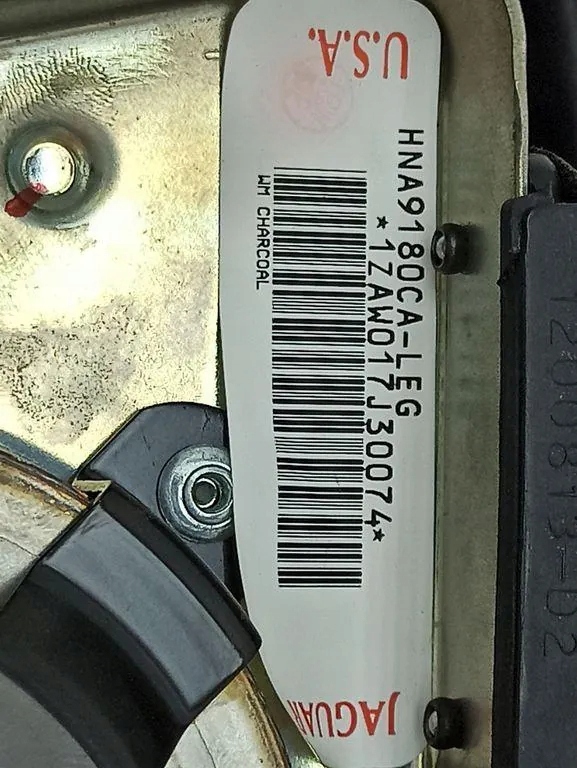 U.S.A.
HNA9180CA-LEG
*1ZAW017J30074*
WM CHARCOAL
JAGUAR